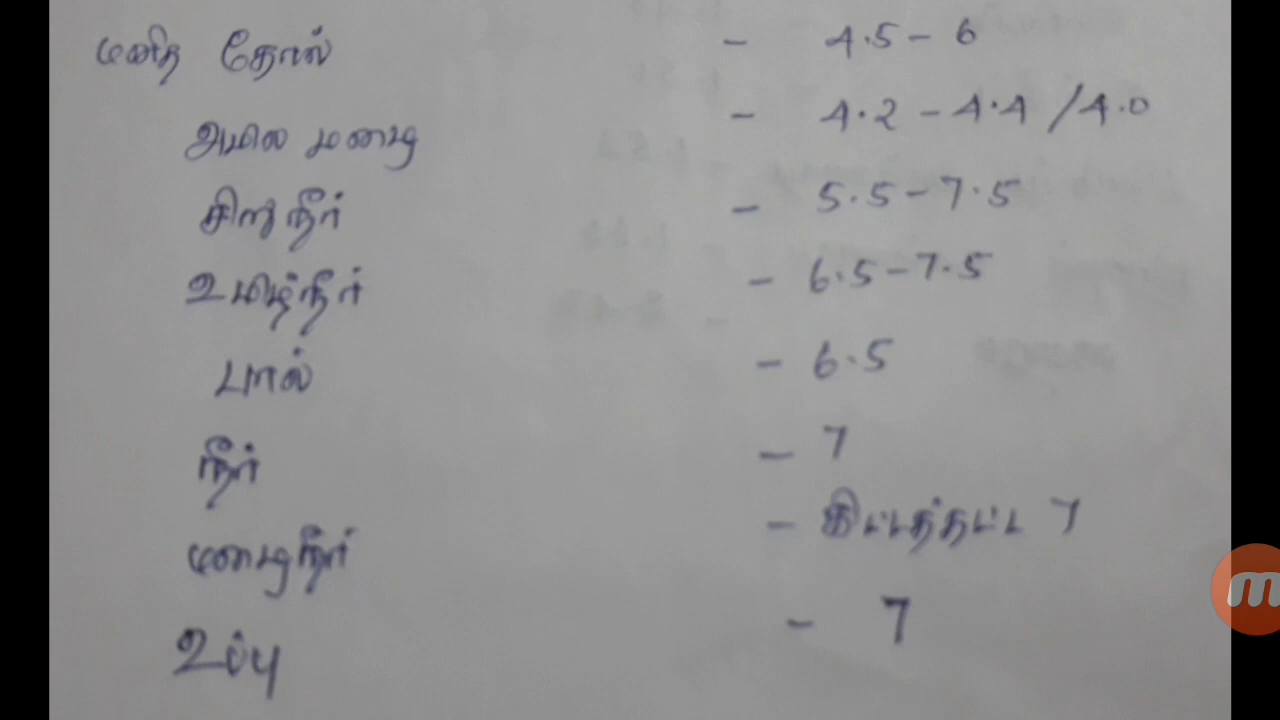 மனித தோல் - 4.5 - 6
அமில மழை - 4.2 - 4.4 / 4.0
சிறுநீர் - 5.5 - 7.5
உமிழ்நீர் - 6.5 - 7.5
பால் - 6.5
நீர் - 7
மழைநீர் - கிட்டத்தட்ட 7
உப்பு - 7